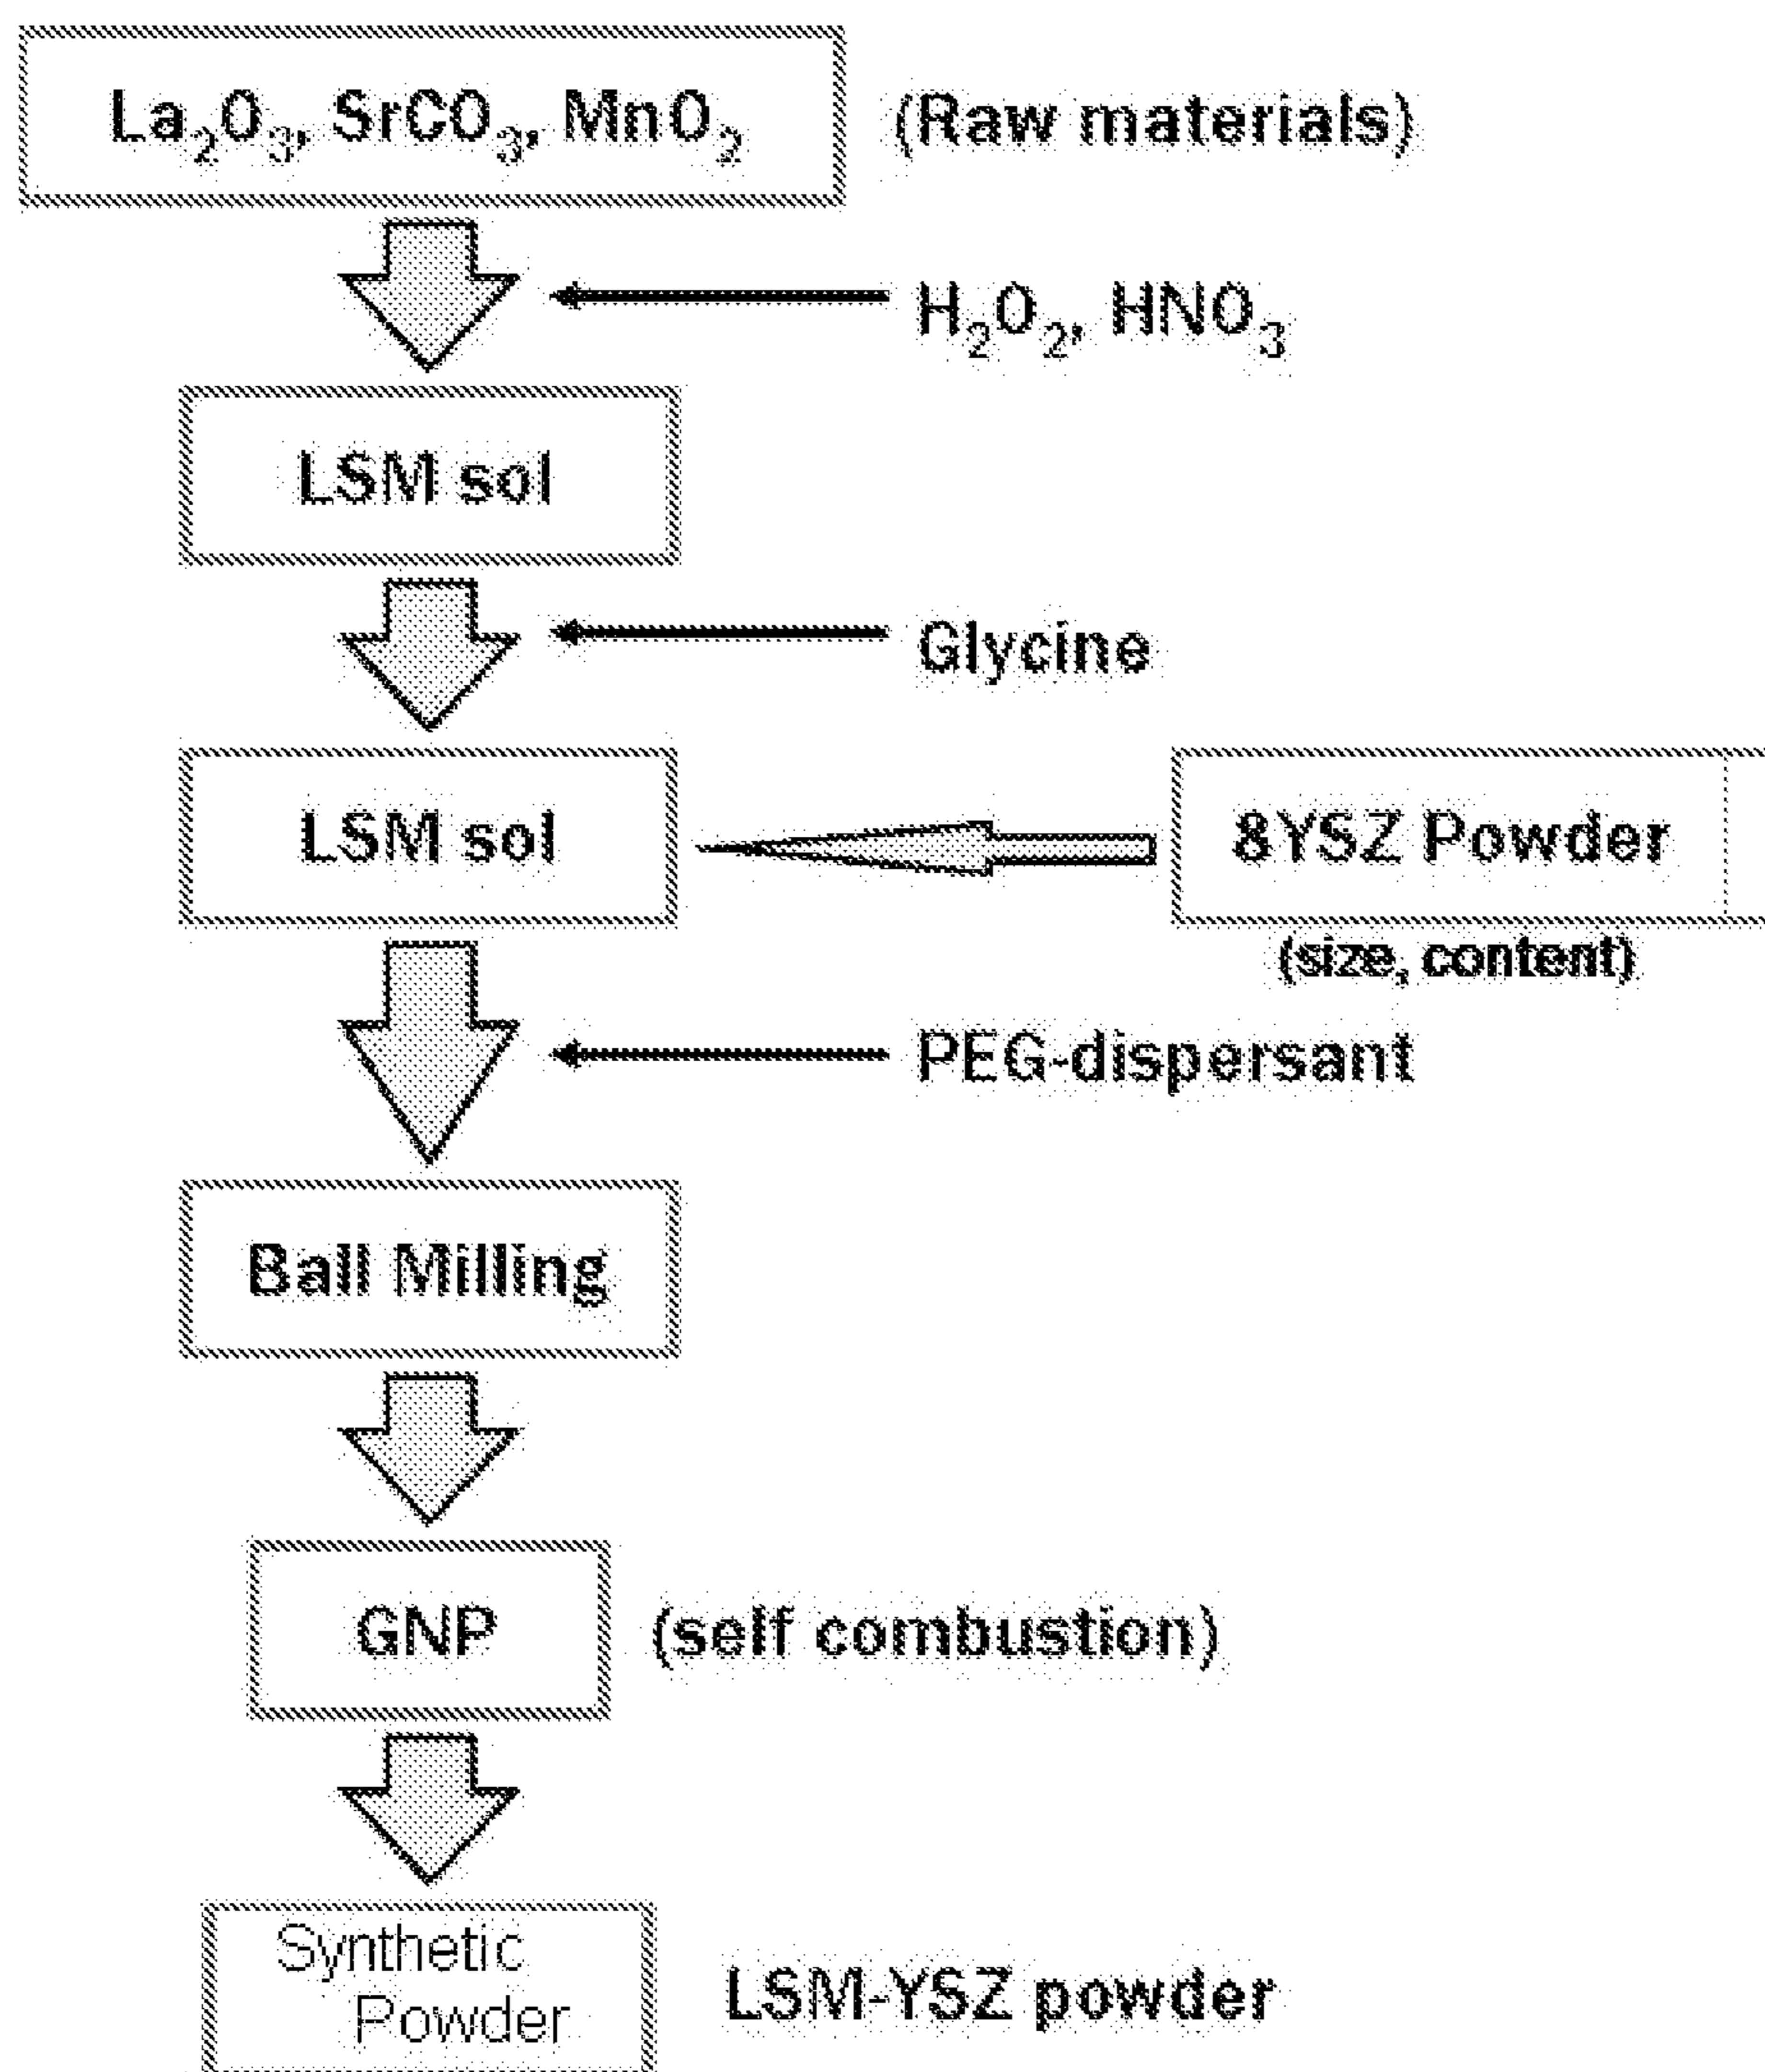 La₂O₃, SrCO₃, MnO₂ (Raw materials)
H₂O₂, HNO₃
LSM sol
Glycine
LSM sol
8YSZ Powder
(size, content)
PEG-dispersant
Ball Milling
GNP (self combustion)
Synthetic
Powder
LSM-YSZ powder